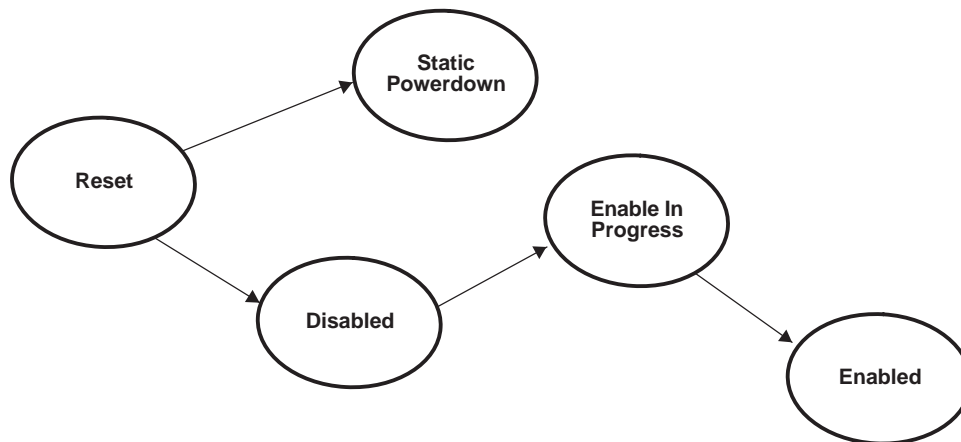 Static
Powerdown
Reset
Enable In
Progress
Disabled
Enabled